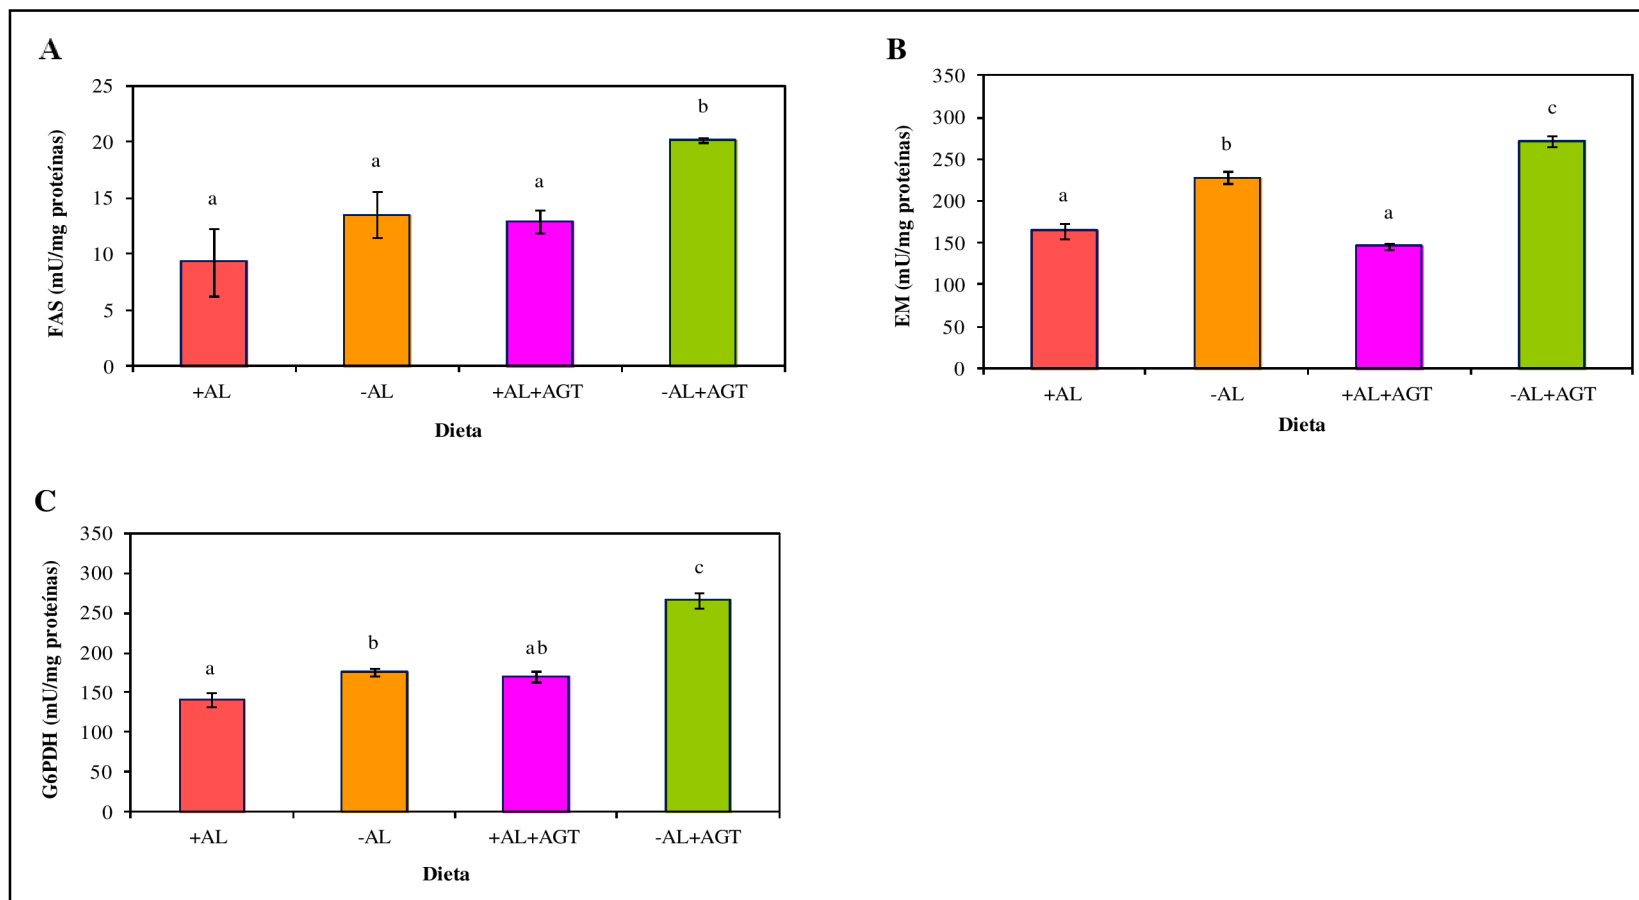 A
FAS (mU/mg proteínas)
25
20
15
10
5
0
a
a
a
b
+AL
-AL
+AL+AGT
-AL+AGT
Dieta
B
EM (mU/mg proteínas)
350
300
250
200
150
100
50
0
a
b
a
c
+AL
-AL
+AL+AGT
-AL+AGT
Dieta
C
G6PDH (mU/mg proteínas)
350
300
250
200
150
100
50
0
a
b
ab
c
+AL
-AL
+AL+AGT
-AL+AGT
Dieta